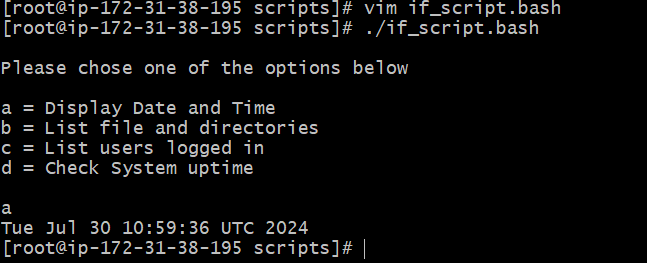 [root@ip-172-31-38-195 scripts]# vim if_script.bash
[root@ip-172-31-38-195 scripts]# ./if_script.bash
Please chose one of the options below
a = Display Date and Time
b = List file and directories
c = List users logged in
d = Check System uptime
a
Tue Jul 30 10:59:36 UTC 2024
[root@ip-172-31-38-195 scripts]#